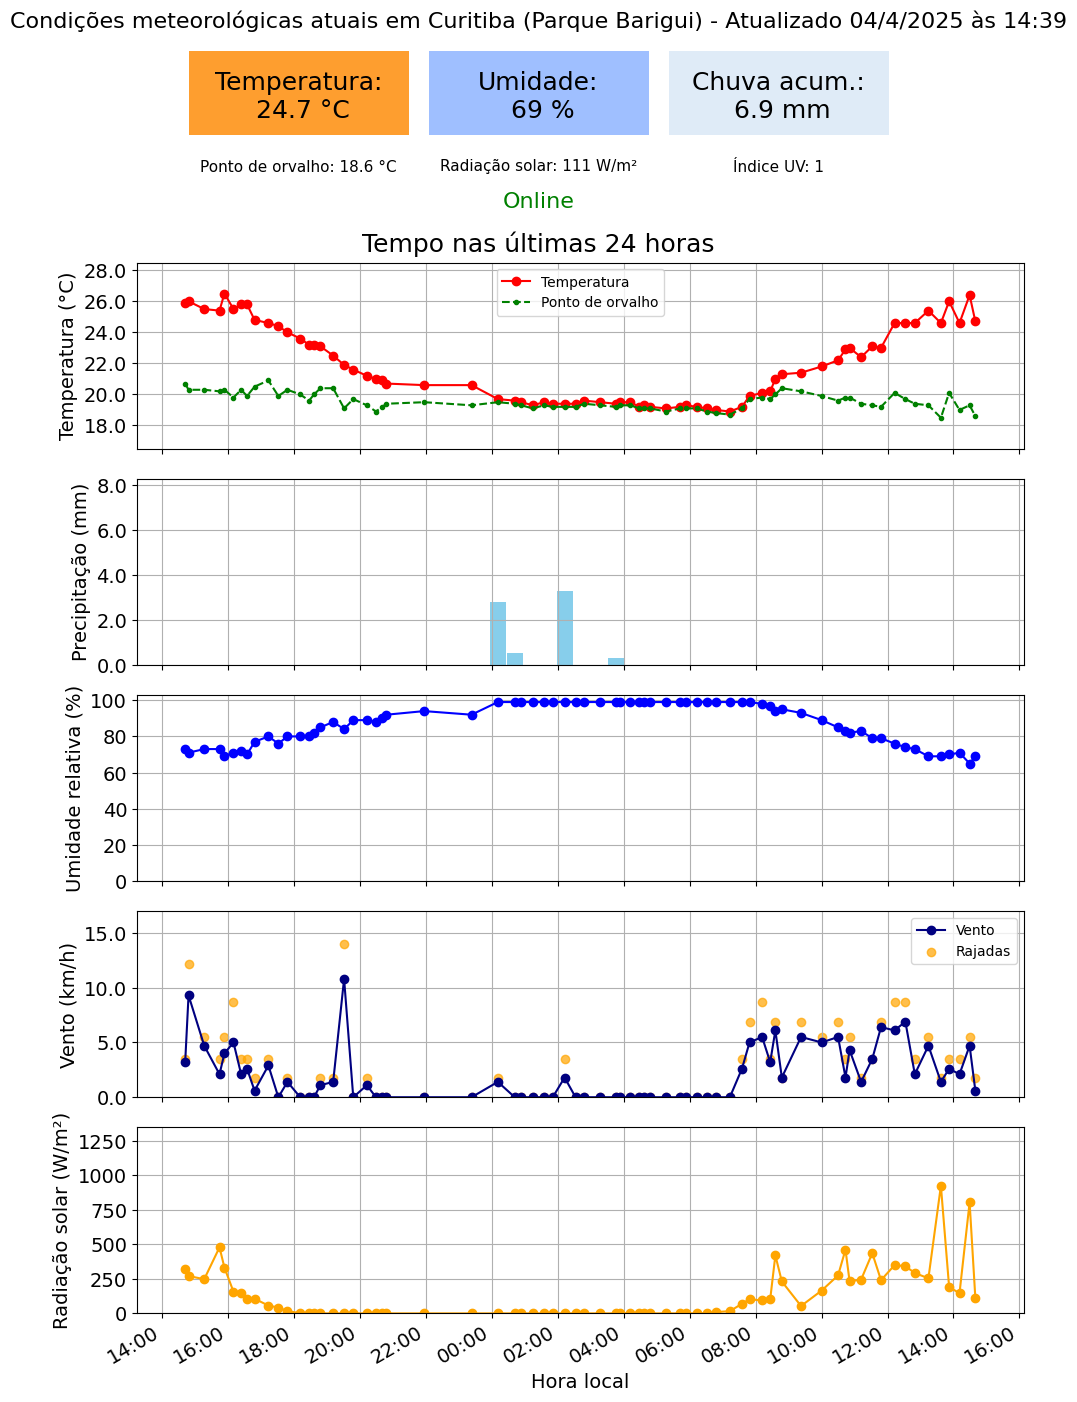 Condições meteorológicas atuais em Curitiba (Parque Barigui) - Atualizado 04/4/2025 às 14:39
Temperatura:
24.7 °C
Umidade:
69 %
Chuva acum.:
6.9 mm
Ponto de orvalho: 18.6 °C
Radiação solar: 111 W/m²
Índice UV: 1
Online
Tempo nas últimas 24 horas
Temperatura (°C)
28.0
26.0
24.0
22.0
20.0
18.0
Temperatura
Ponto de orvalho
Precipitação (mm)
8.0
6.0
4.0
2.0
0.0
Umidade relativa (%)
100
80
60
40
20
0
Vento (km/h)
15.0
10.0
5.0
0.0
Vento
Rajadas
Radiação solar (W/m²)
1250
1000
750
500
250
0
14:00
16:00
18:00
20:00
22:00
00:00
02:00
04:00
06:00
08:00
10:00
12:00
14:00
16:00
Hora local